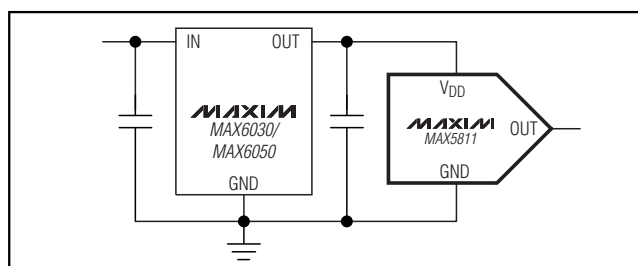 IN OUT
MAXIM
MAX6030/
MAX6050
GND
VDD
MAXIM
MAX5811
OUT
GND